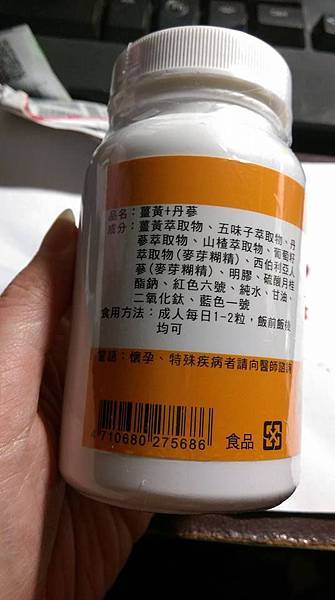 品名：薑黃+丹蔘
成分：薑黃萃取物、五味子萃取物、丹
蔘萃取物、山楂萃取物、葡萄籽
萃取物(麥芽糊精)、西伯利亞人
蔘(麥芽糊精)、明膠、硫酸月桂
酯鈉、紅色六號、純水、甘油、
二氧化鈦、藍色一號
食用方法：成人每日1-2粒，飯前飯後
均可
警語：懷孕、特殊疾病者請向醫師諮詢
4710680 275686
食品